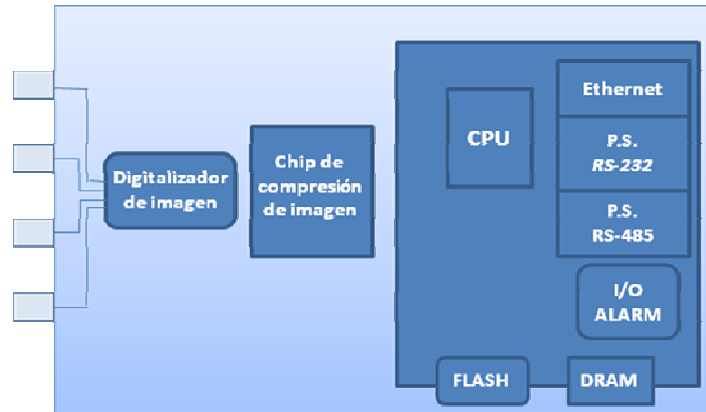 Digitalizador
de imagen
Chip de
compresión
de imagen
CPU
Ethernet
P.S.
RS-232
P.S.
RS-485
I/O
ALARM
FLASH
DRAM